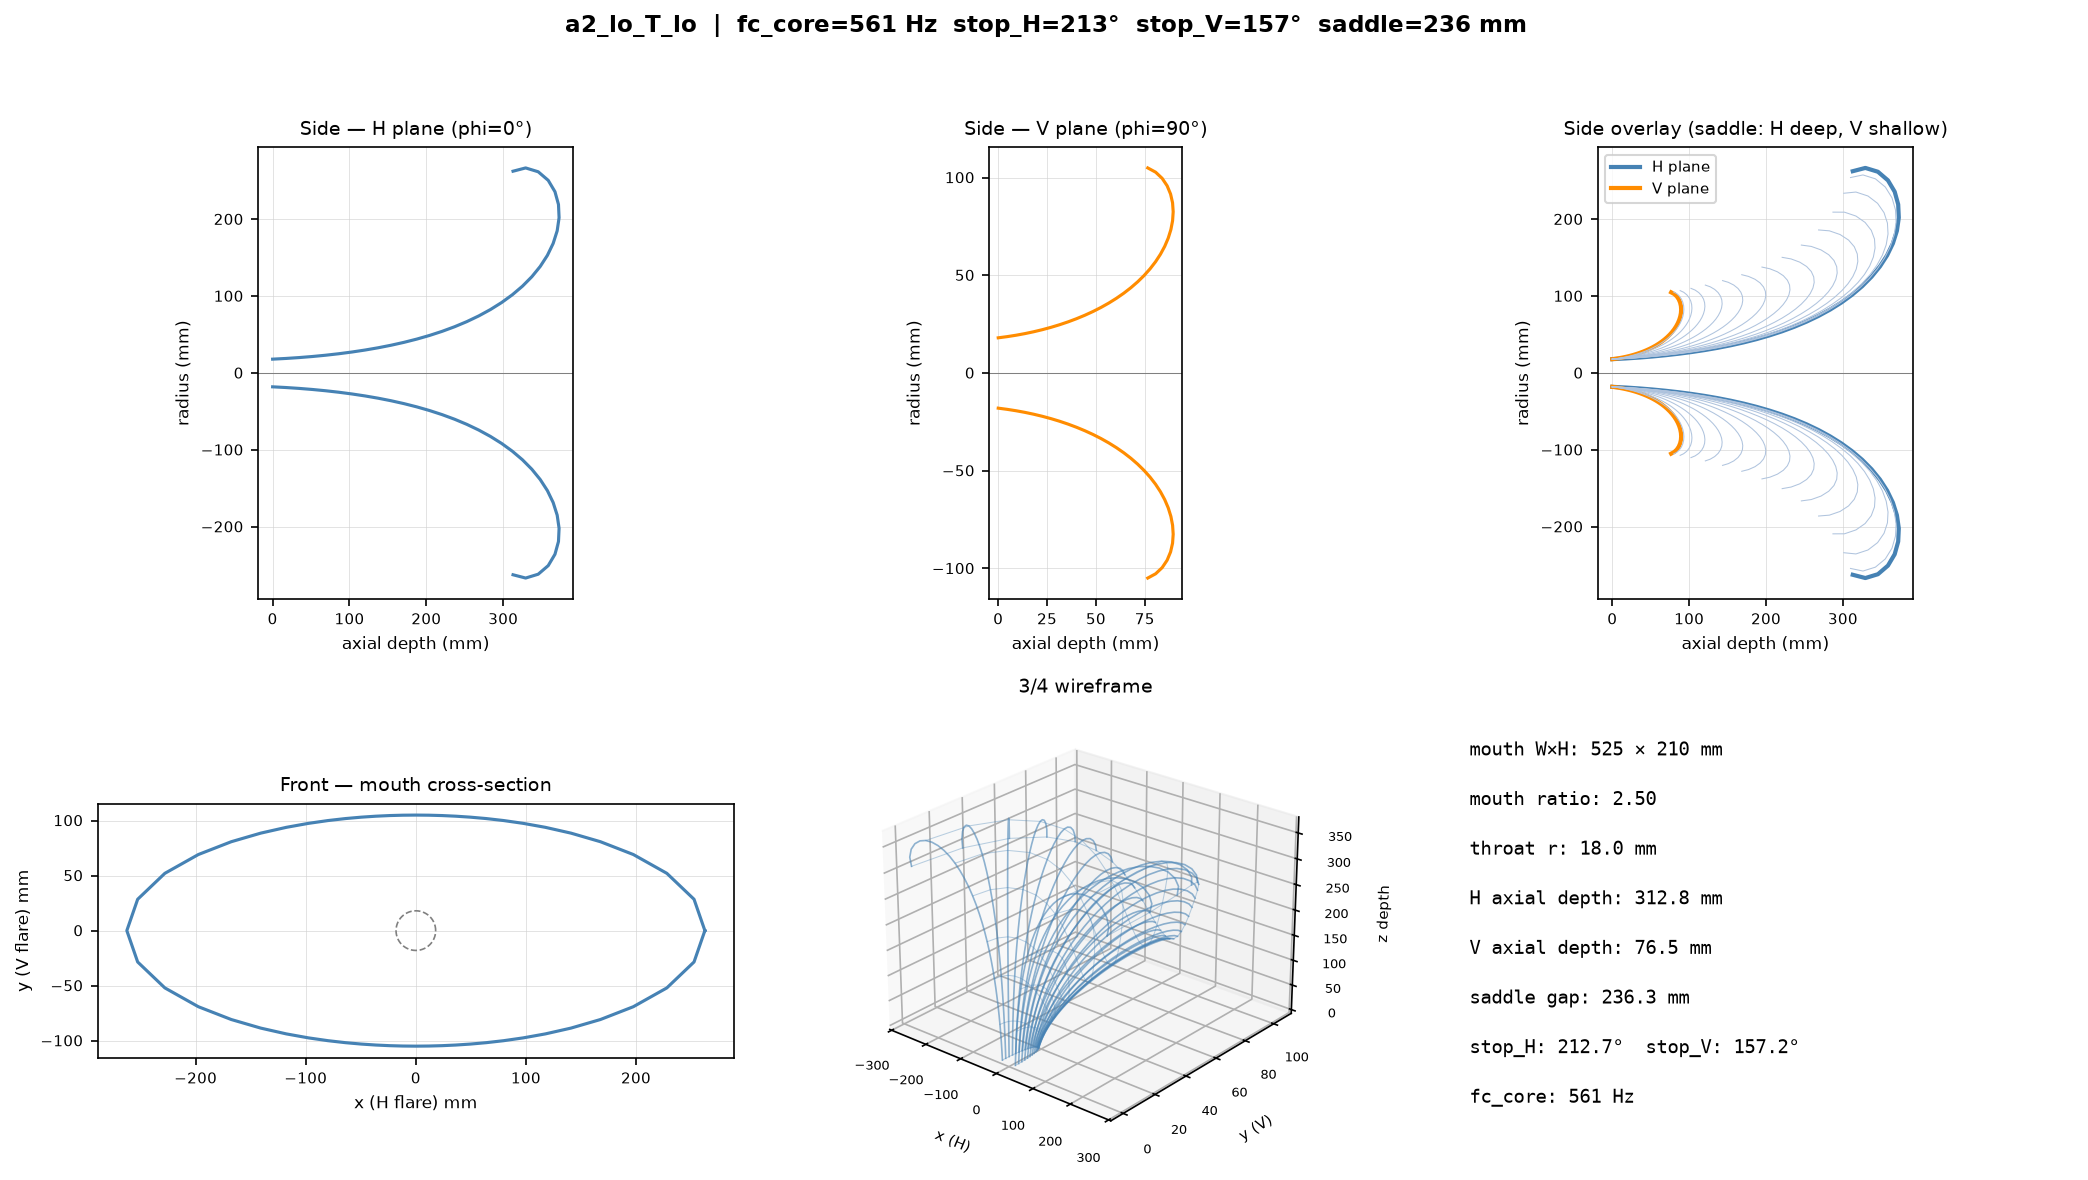 a2_lo_T_lo | fc_core=561 Hz stop_H=213° stop_V=157° saddle=236 mm
Side — H plane (phi=0°)
200
100
0
−100
−200
radius (mm)
0 100 200 300
axial depth (mm)
Side — V plane (phi=90°)
100
50
0
−50
−100
radius (mm)
0 25 50 75
axial depth (mm)
Side overlay (saddle: H deep, V shallow)
H plane
V plane
200
100
0
−100
−200
radius (mm)
0 100 200 300
axial depth (mm)
Front — mouth cross-section
100
50
0
−50
−100
y (V flare) mm
−200 −100 0 100 200
x (H flare) mm
3/4 wireframe
350
300
250
200
150
100
50
0
z depth
−300
−200
−100
0
100
200
300
x (H)
0
20
40
60
80
100
y (V)
mouth W×H: 525 × 210 mm
mouth ratio: 2.50
throat r: 18.0 mm
H axial depth: 312.8 mm
V axial depth: 76.5 mm
saddle gap: 236.3 mm
stop_H: 212.7° stop_V: 157.2°
fc_core: 561 Hz